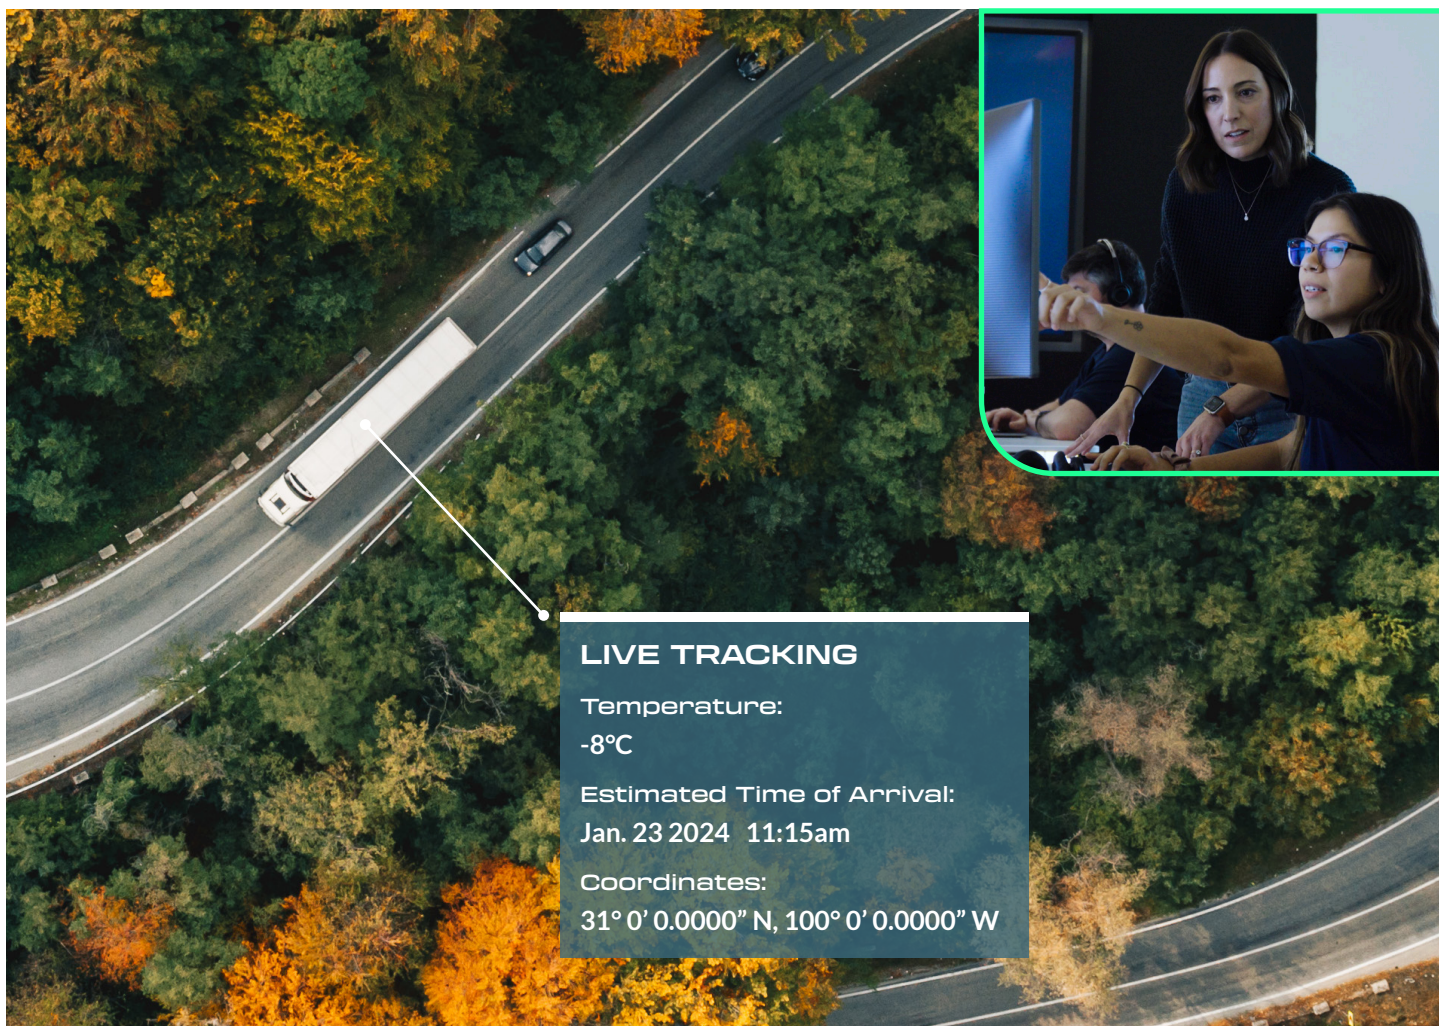 LIVE TRACKING
Temperature:
-8°C
Estimated Time of Arrival:
Jan. 23 2024 11:15am
Coordinates:
31° 0’ 0.0000” N, 100° 0’ 0.0000” W